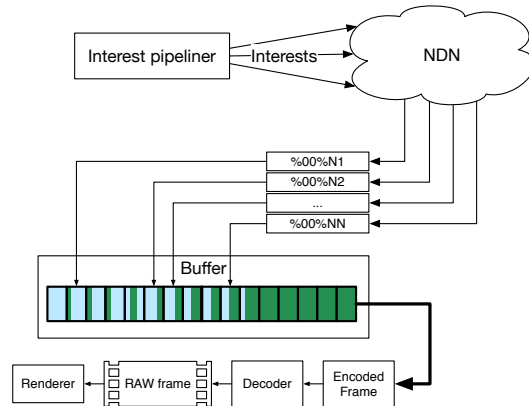 Interest pipeliner
Interests
NDN
%00%N1
%00%N2
...
%00%NN
Buffer
Renderer
RAW frame
Decoder
Encoded
Frame